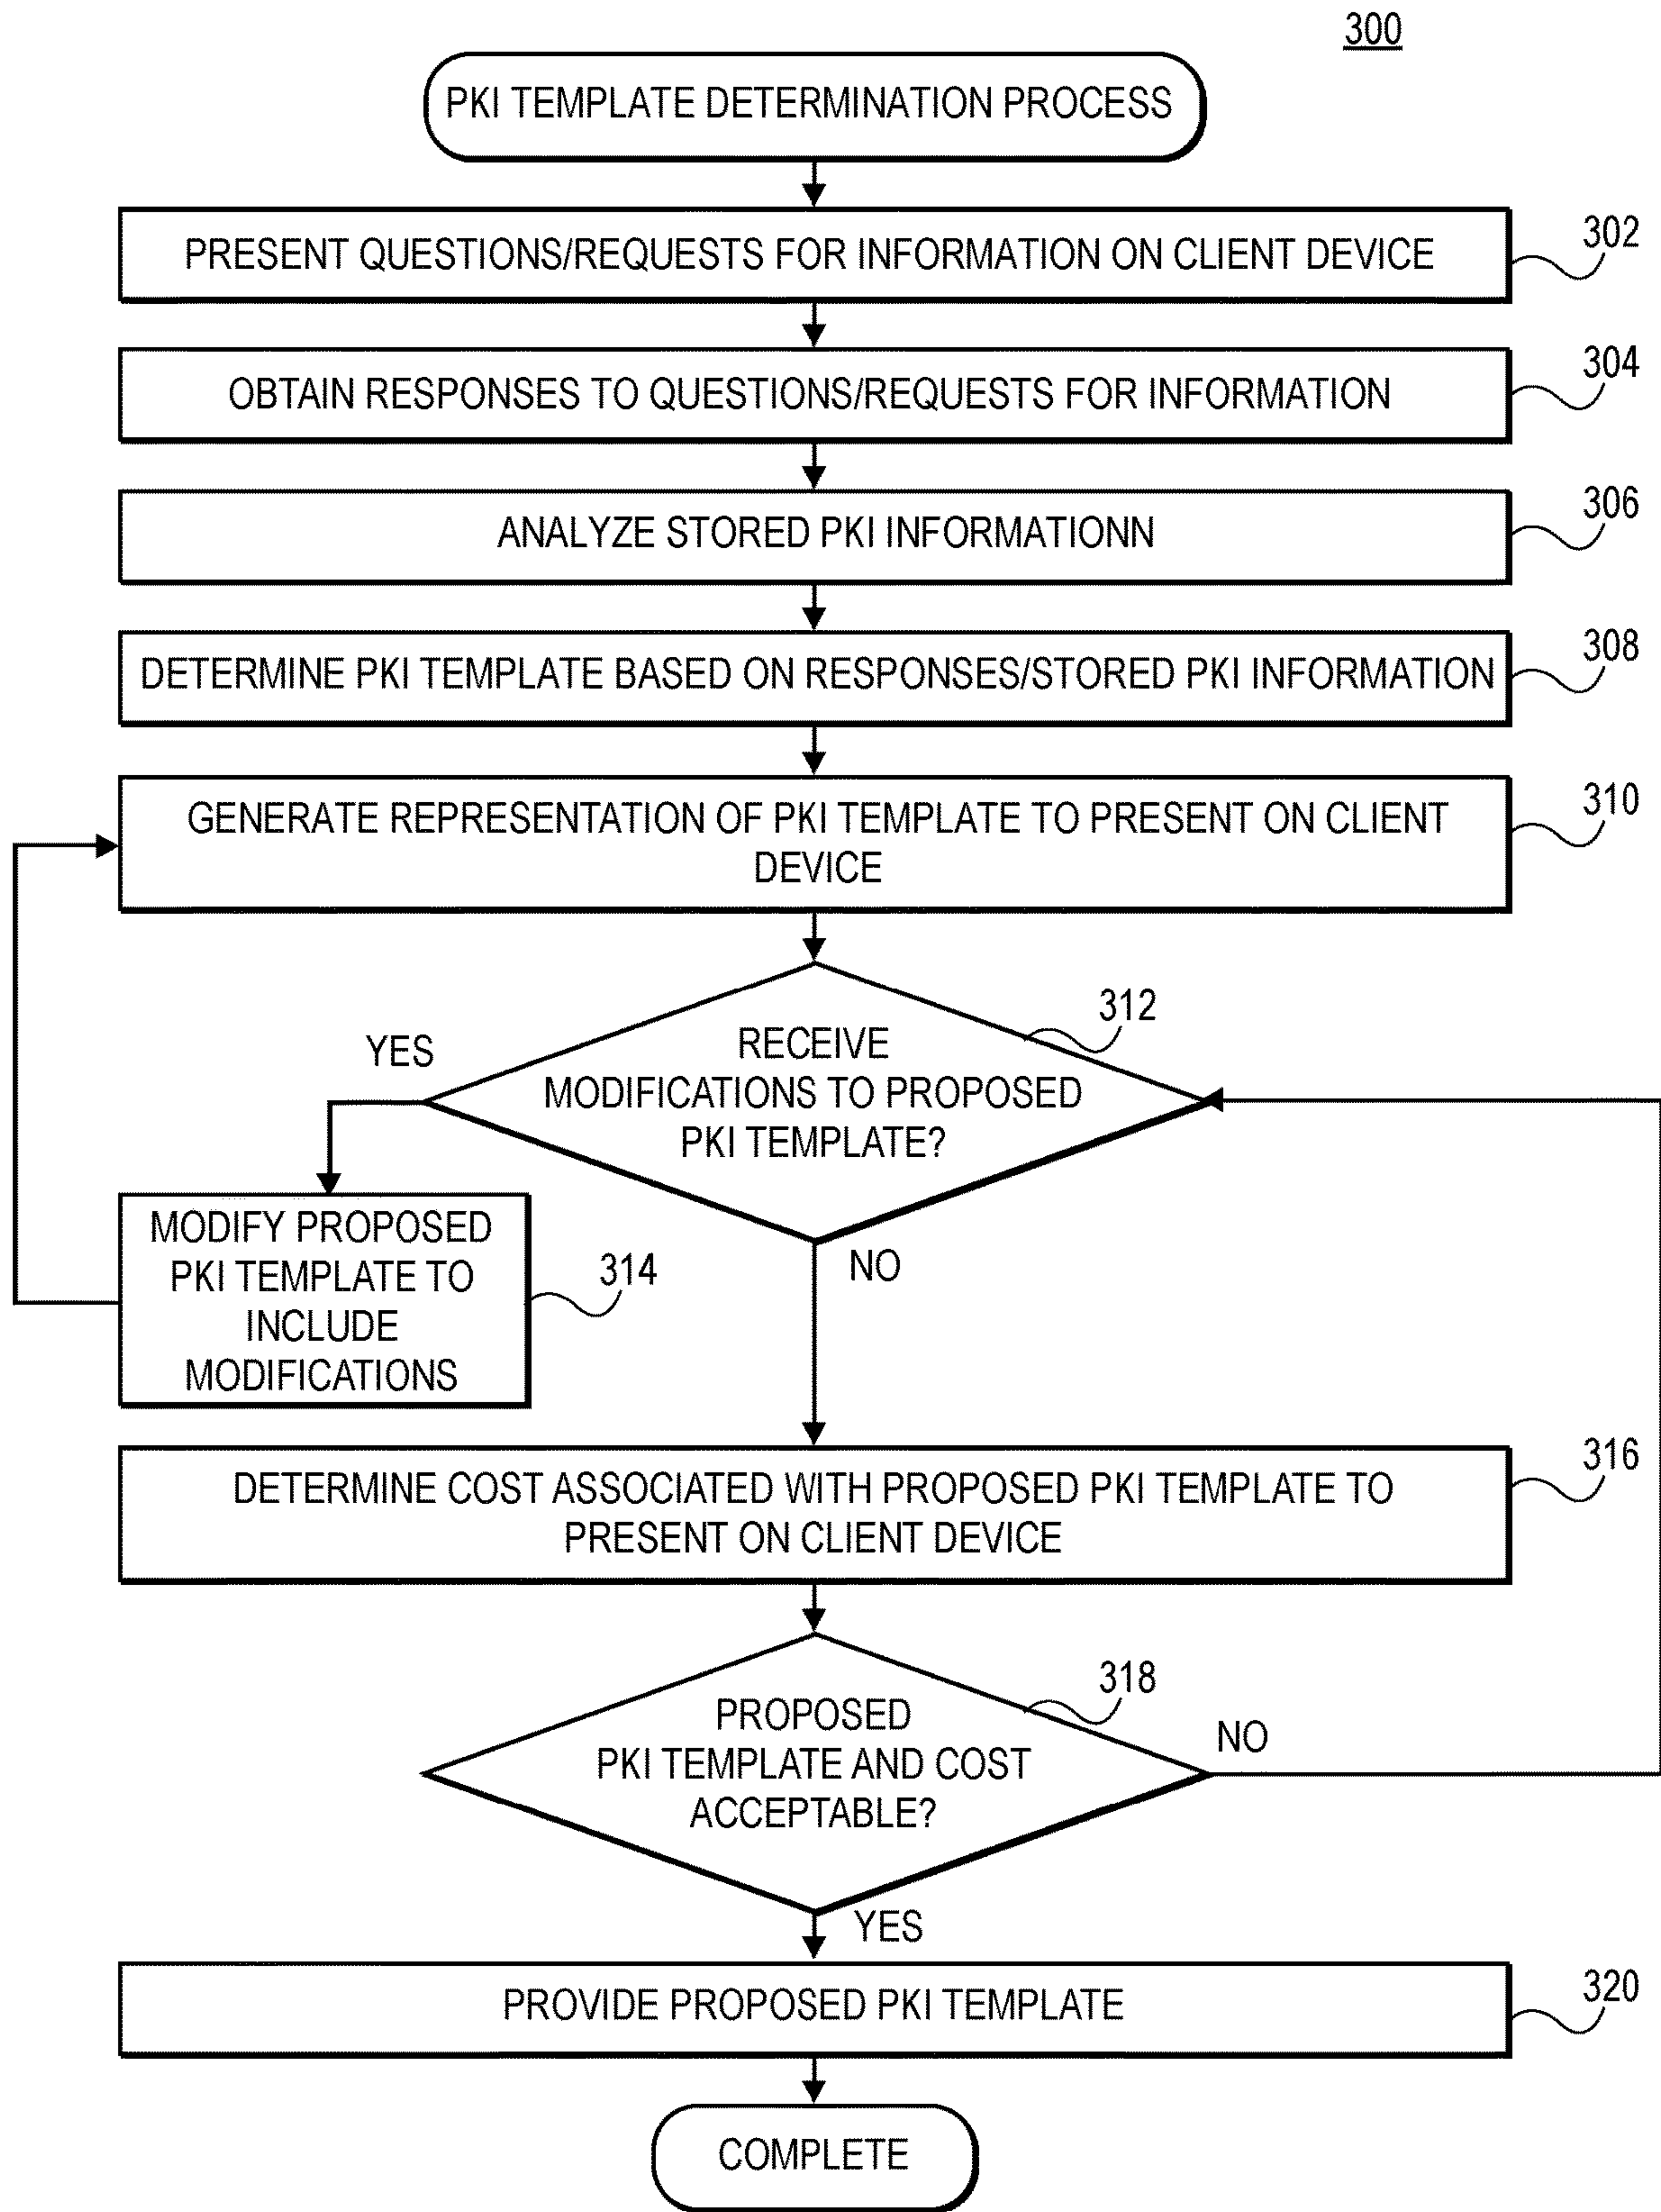 300
PKI TEMPLATE DETERMINATION PROCESS
PRESENT QUESTIONS/REQUESTS FOR INFORMATION ON CLIENT DEVICE
302
OBTAIN RESPONSES TO QUESTIONS/REQUESTS FOR INFORMATION
304
ANALYZE STORED PKI INFORMATIONN
306
DETERMINE PKI TEMPLATE BASED ON RESPONSES/STORED PKI INFORMATION
308
GENERATE REPRESENTATION OF PKI TEMPLATE TO PRESENT ON CLIENT
DEVICE
310
312
RECEIVE
MODIFICATIONS TO PROPOSED
PKI TEMPLATE?
YES
NO
MODIFY PROPOSED
PKI TEMPLATE TO
INCLUDE
MODIFICATIONS
314
DETERMINE COST ASSOCIATED WITH PROPOSED PKI TEMPLATE TO
PRESENT ON CLIENT DEVICE
316
318
PROPOSED
PKI TEMPLATE AND COST
ACCEPTABLE?
NO
YES
PROVIDE PROPOSED PKI TEMPLATE
320
COMPLETE